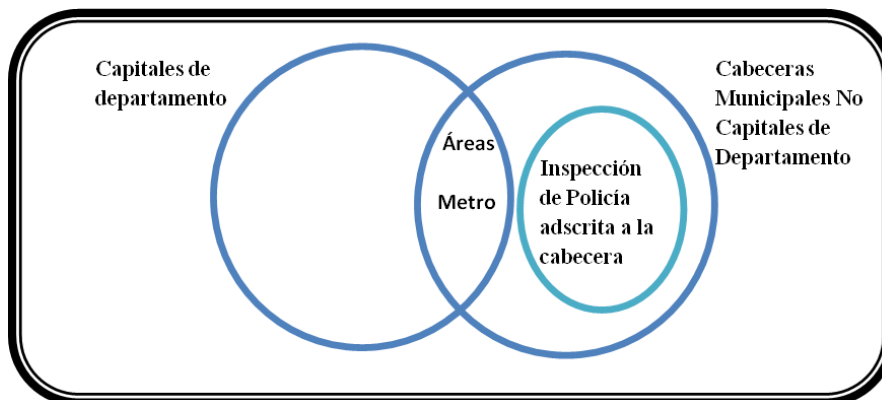 Capitales de
departamento
Áreas
Metro
Inspección
de Policía
adscrita a la
cabecera
Cabeceras
Municipales No
Capitales de
Departamento